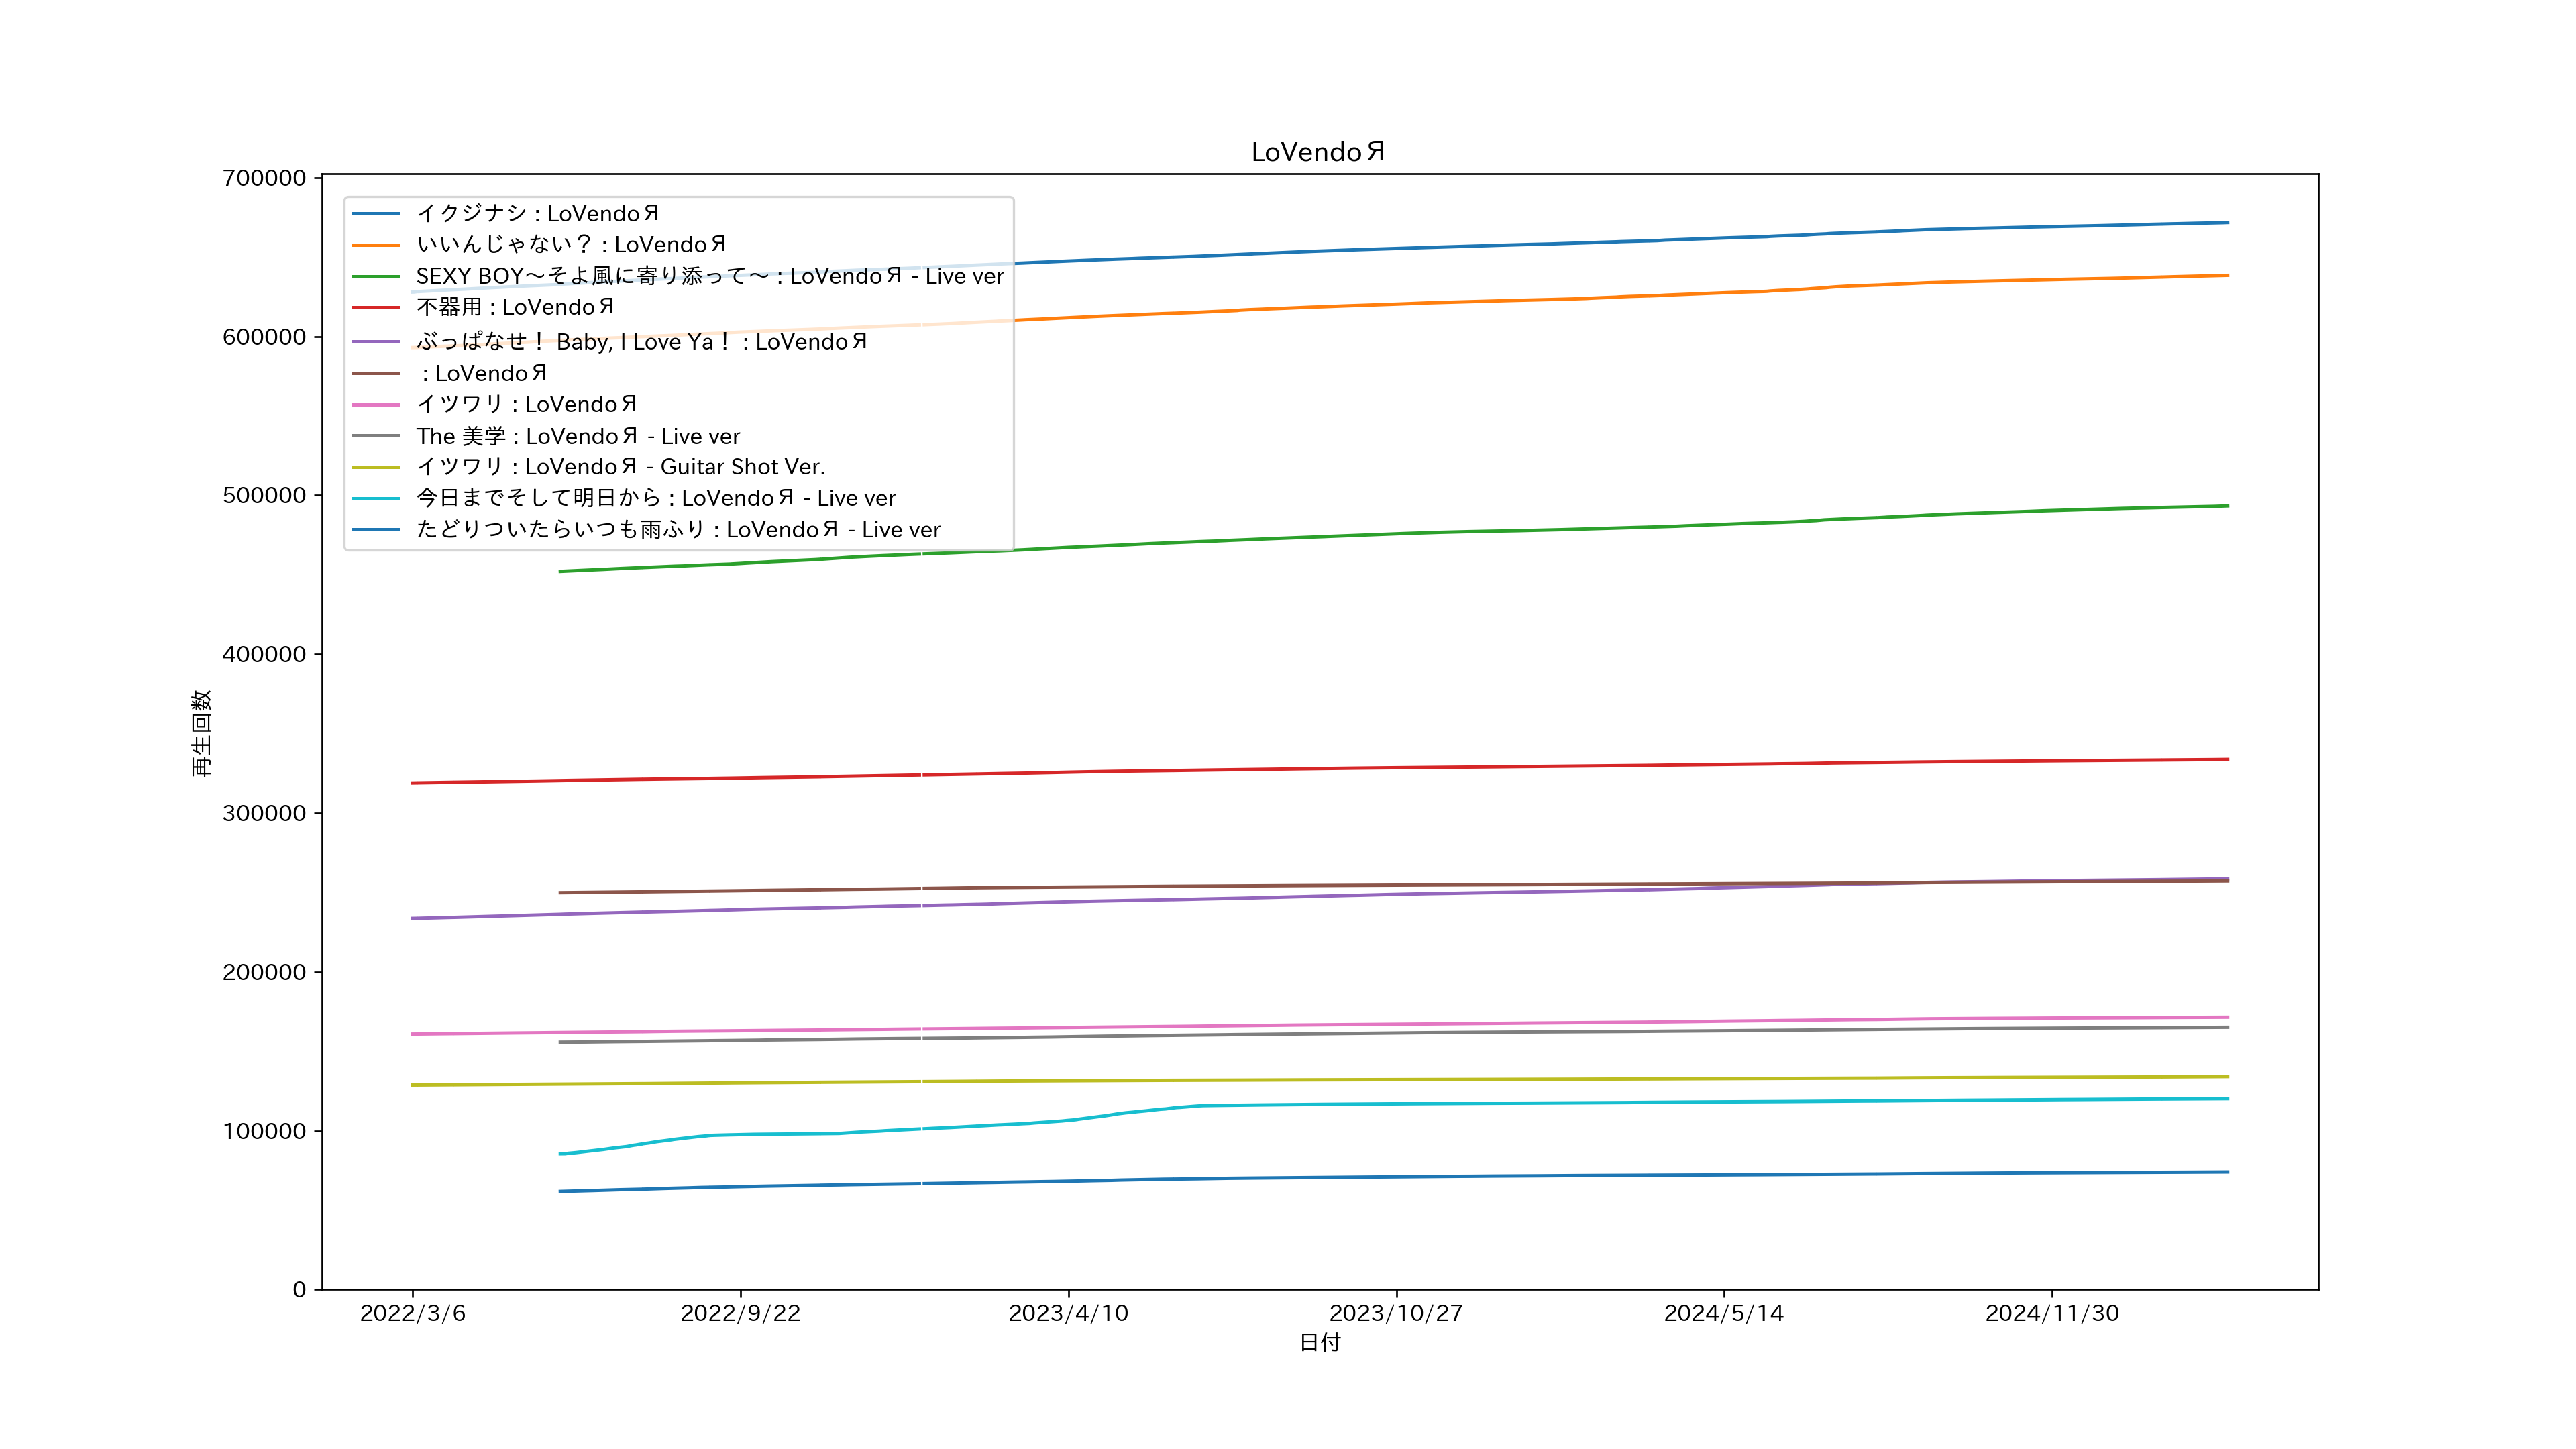 LoVendoЯ
700000
600000
500000
400000
300000
200000
100000
0
再生回数
イクジナシ : LoVendoЯ
いいんじゃない？ : LoVendoЯ
SEXY BOY～そよ風に寄り添って～ : LoVendoЯ - Live ver
不器用 : LoVendoЯ
ぶっぱなせ！ Baby, I Love Ya！ : LoVendoЯ
: LoVendoЯ
イツワリ : LoVendoЯ
The 美学 : LoVendoЯ - Live ver
イツワリ : LoVendoЯ - Guitar Shot Ver.
今日までそして明日から : LoVendoЯ - Live ver
たどりついたらいつも雨ふり : LoVendoЯ - Live ver
2022/3/6 2022/9/22 2023/4/10 2023/10/27 2024/5/14 2024/11/30
日付